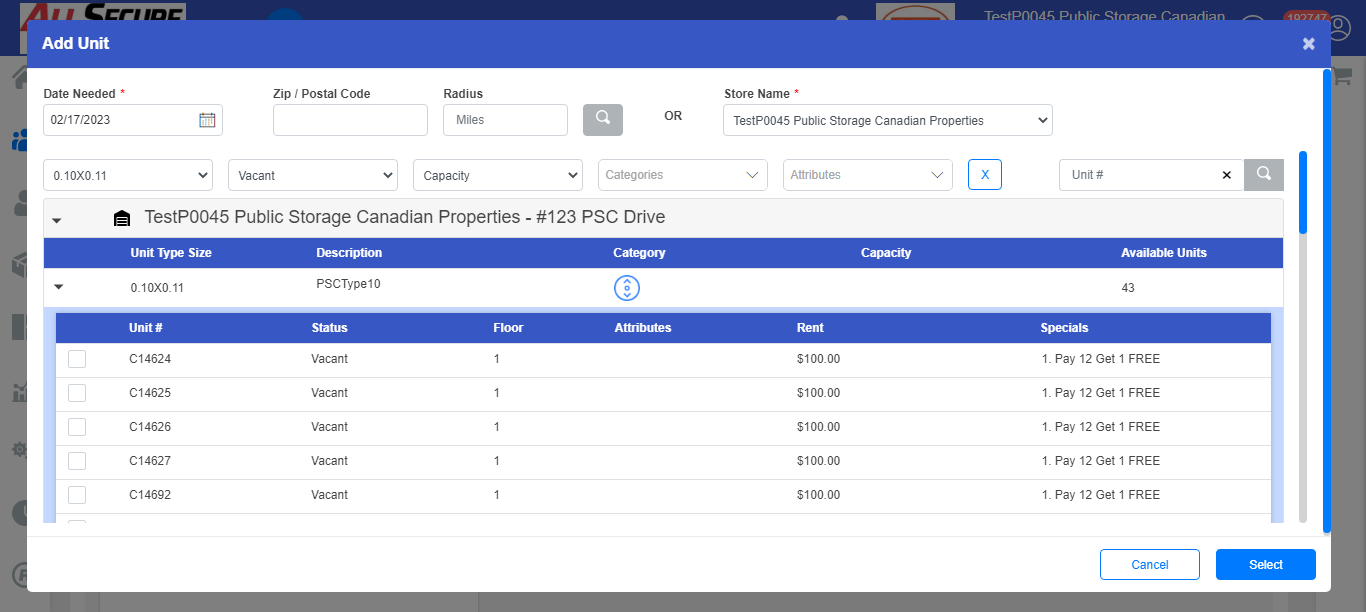 ALL SECURE
TestP0045 Public Storage Canadian
192747
Add Unit
×
Date Needed *
Zip / Postal Code
Radius
Store Name *
02/17/2023
Miles
OR
TestP0045 Public Storage Canadian Properties
0.10X0.11
Vacant
Capacity
Categories
Attributes
X
Unit #
×
TestP0045 Public Storage Canadian Properties - #123 PSC Drive
Unit Type Size Description Category Capacity Available Units
0.10X0.11 PSCType10 43
Unit # Status Floor Attributes Rent Specials
C14624 Vacant 1 $100.00 1. Pay 12 Get 1 FREE
C14625 Vacant 1 $100.00 1. Pay 12 Get 1 FREE
C14626 Vacant 1 $100.00 1. Pay 12 Get 1 FREE
C14627 Vacant 1 $100.00 1. Pay 12 Get 1 FREE
C14692 Vacant 1 $100.00 1. Pay 12 Get 1 FREE
Cancel
Select